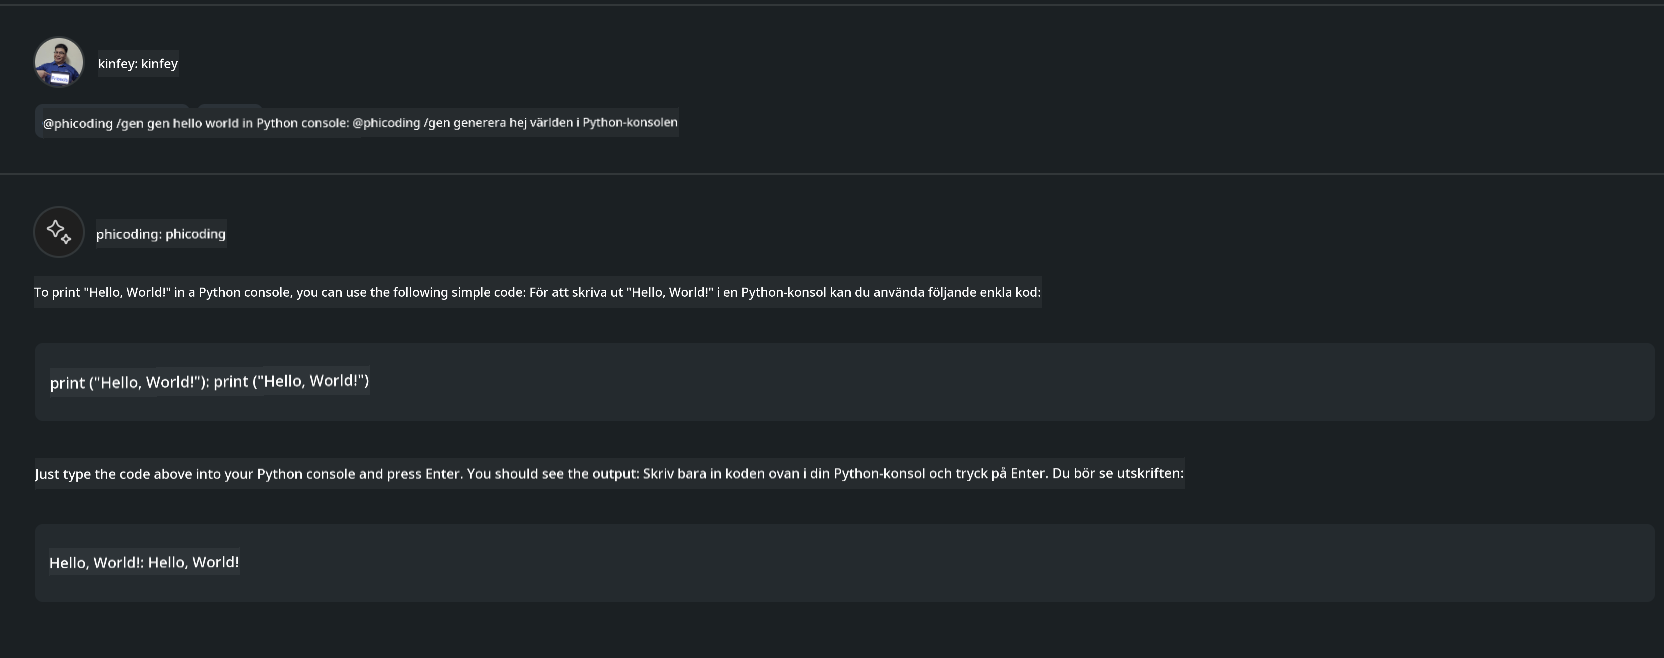 kinfey: kinfey
@phicoding /gen gen hello world in Python console: @phicoding /gen generera hej världen i Python-konsolen
phicoding: phicoding
To print "Hello, World!" in a Python console, you can use the following simple code: För att skriva ut "Hello, World!" i en Python-konsol kan du använda följande enkla kod:
print ("Hello, World!"): print ("Hello, World!")
Just type the code above into your Python console and press Enter. You should see the output: Skriv bara in koden ovan i din Python-konsol och tryck på Enter. Du bör se utskriften:
Hello, World!: Hello, World!